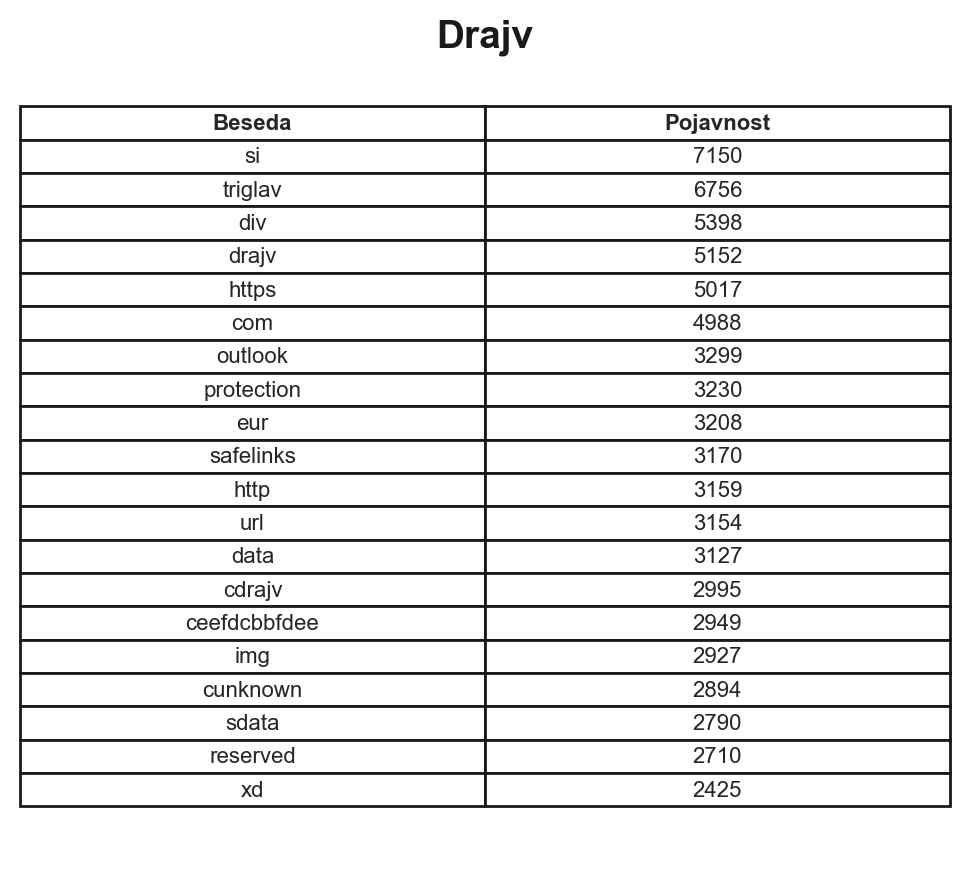 Drajv
Beseda Pojavnost
si 7150
triglav 6756
div 5398
drajv 5152
https 5017
com 4988
outlook 3299
protection 3230
eur 3208
safelinks 3170
http 3159
url 3154
data 3127
cdrajv 2995
ceefdcbbfdee 2949
img 2927
cunknown 2894
sdata 2790
reserved 2710
xd 2425